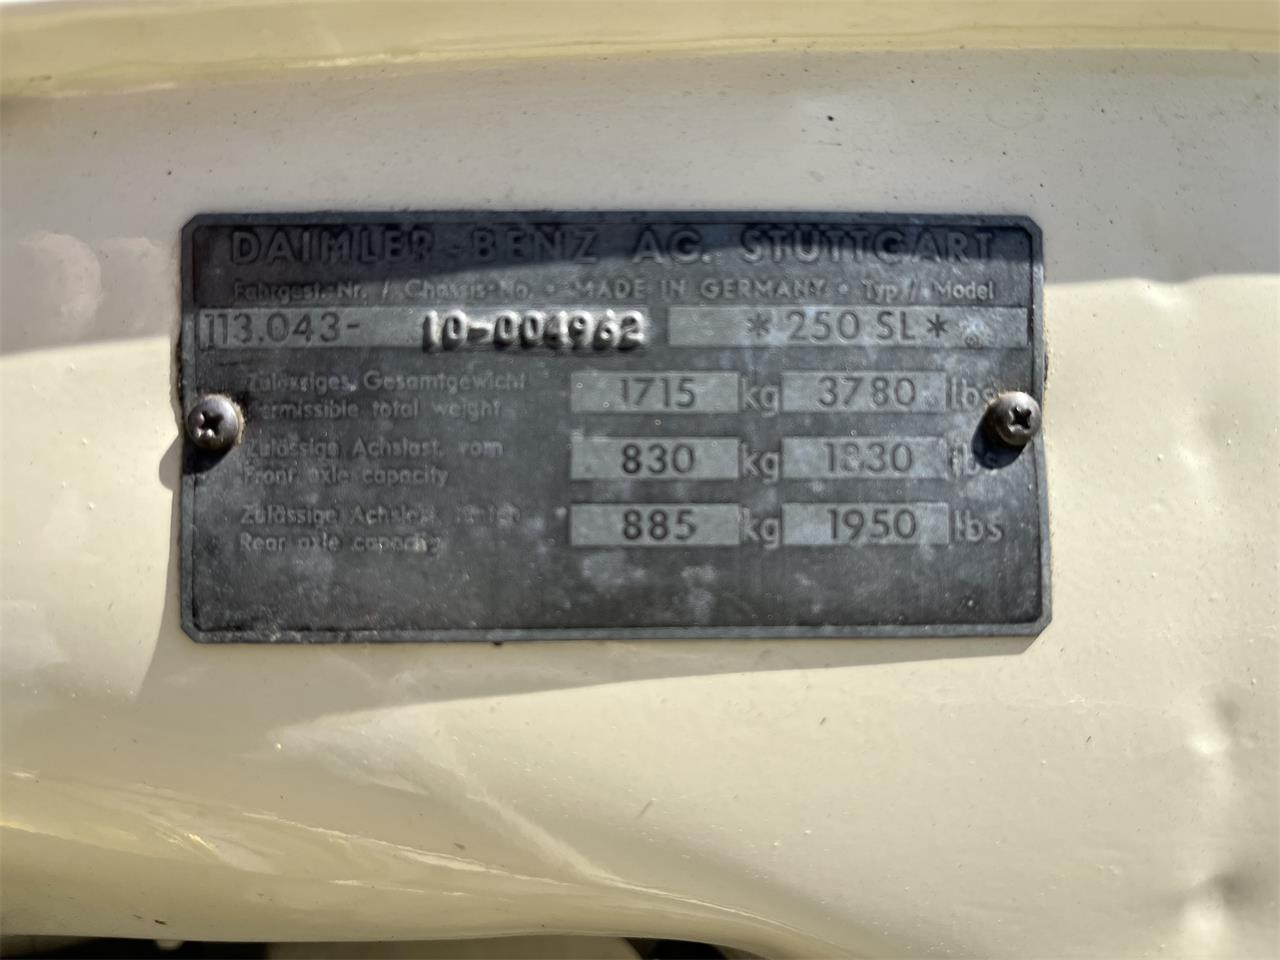 DAIMLER-BENZ AG. STUTTGART
Fahrgest.-Nr. / Chassis-No. • MADE IN GERMANY • Typ / Model
113.043- 10-004962 * 250 SL *
Zulässiges Gesamtgewicht
Permissible total weight 1715 kg 3780 lbs
Zulässige Achslast, vorn
Front axle capacity 830 kg 1830 lbs
Zulässige Achslast, hinten
Rear axle capacity 885 kg 1950 lbs